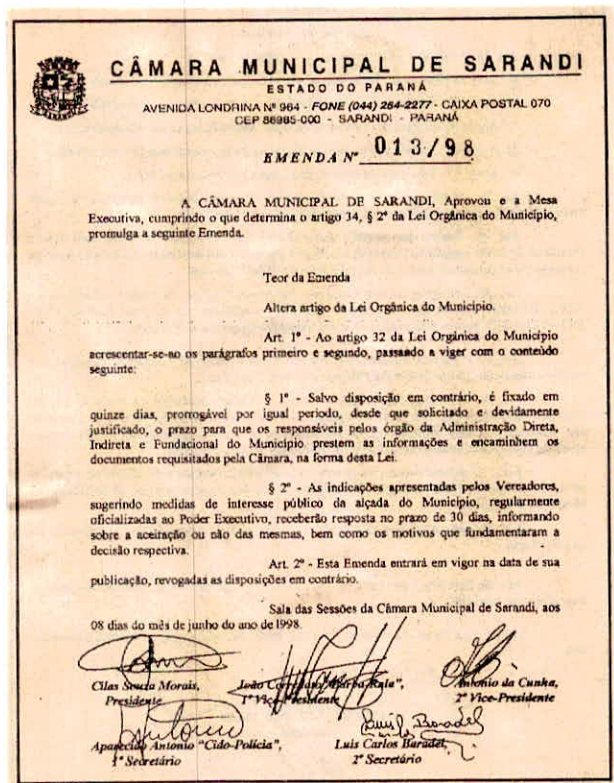 CÂMARA MUNICIPAL DE SARANDI
ESTADO DO PARANÁ
AVENIDA LONDRINA Nº 964 - FONE (044) 264-2277 - CAIXA POSTAL 070
CEP 86985-000 - SARANDI - PARANÁ
EMENDA Nº 013/98
A CÂMARA MUNICIPAL DE SARANDI, Aprovou e a Mesa
Executiva, cumprindo o que determina o artigo 34, § 2º da Lei Orgânica do Município,
promulga a seguinte Emenda.
Teor da Emenda
Altera artigo da Lei Orgânica do Município.
Art. 1º - Ao artigo 32 da Lei Orgânica do Município
acrescentar-se-ao os parágrafos primeiro e segundo, passando a viger com o conteúdo
seguinte:
§ 1º - Salvo disposição em contrário, é fixado em
quinze dias, prorrogável por igual período, desde que solicitado e devidamente
justificado, o prazo para que os responsáveis pelos órgão da Administração Direta,
Indireta e Fundacional do Município prestem as informações e encaminhem os
documentos requisitados pela Câmara, na forma desta Lei.
§ 2º - As indicações apresentadas pelos Vereadores,
sugerindo medidas de interesse público da alçada do Município, regularmente
oficializadas ao Poder Executivo, receberão resposta no prazo de 30 dias, informando
sobre a aceitação ou não das mesmas, bem como os motivos que fundamentaram a
decisão respectiva.
Art. 2º - Esta Emenda entrará em vigor na data de sua
publicação, revogadas as disposições em contrário.
Sala das Sessões da Câmara Municipal de Sarandi, aos
08 dias do mês de junho do ano de 1998.
Cilas Souza Morais, João "Barba-Rala", Antonio da Cunha,
Presidente 1º Vice-Presidente 2º Vice-Presidente
Aparecido Antonio "Cido-Polícia", Luis Carlos Baradel,
1º Secretário 2º Secretário